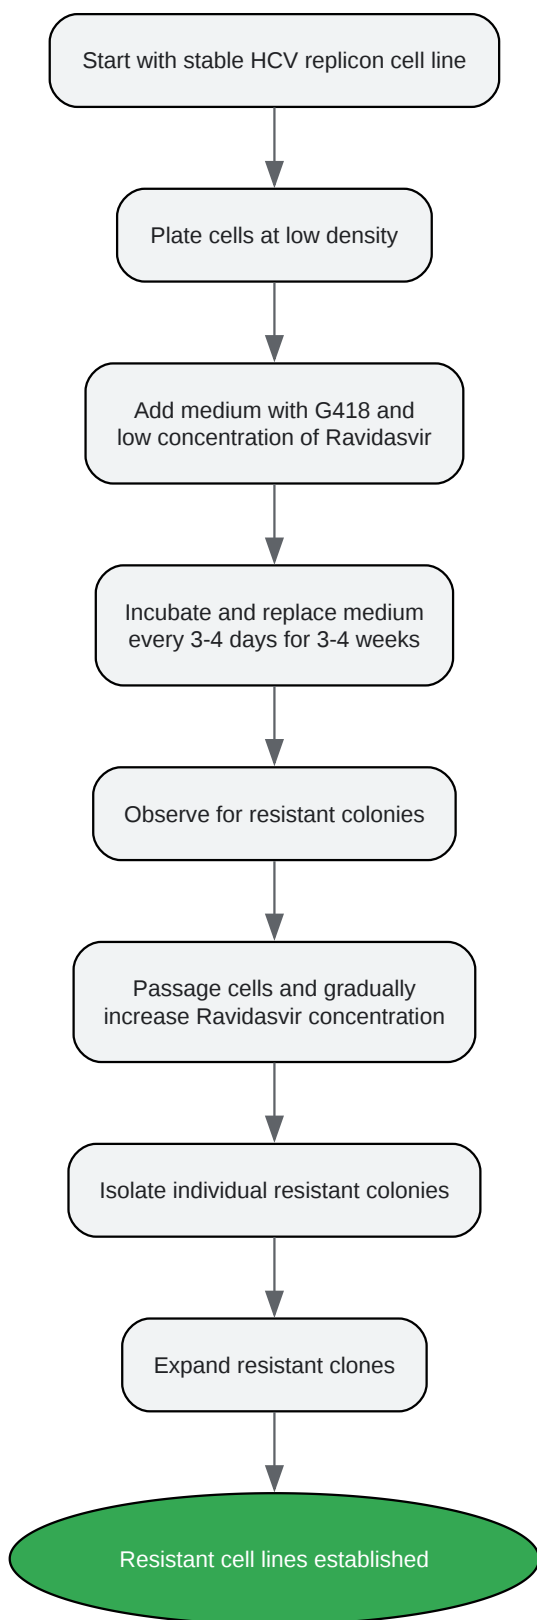 Start with stable HCV replicon cell line
Plate cells at low density
Add medium with G418 and
low concentration of Ravidasvir
Incubate and replace medium
every 3-4 days for 3-4 weeks
Observe for resistant colonies
Passage cells and gradually
increase Ravidasvir concentration
Isolate individual resistant colonies
Expand resistant clones
Resistant cell lines established